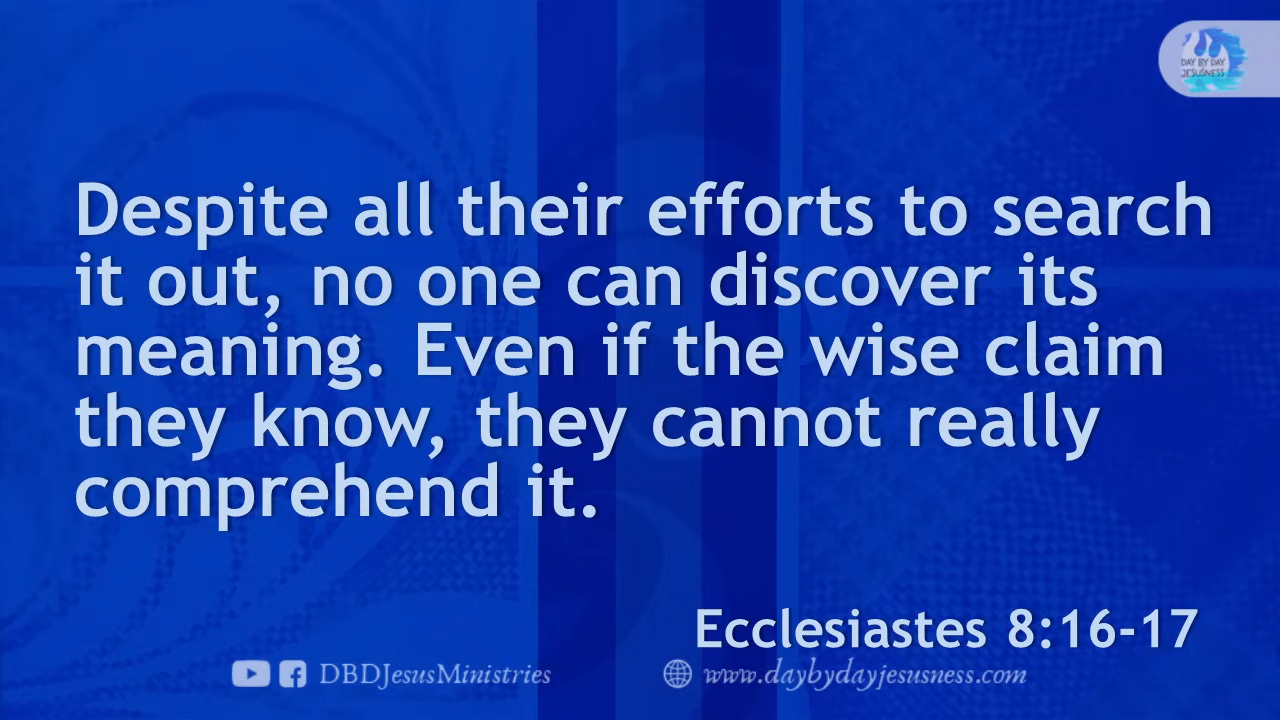 DAY BY DAY
JESUSNESS
Despite all their efforts to search
it out, no one can discover its
meaning. Even if the wise claim
they know, they cannot really
comprehend it.
Ecclesiastes 8:16-17
DBDJesusMinistries
www.daybydayjesusness.com